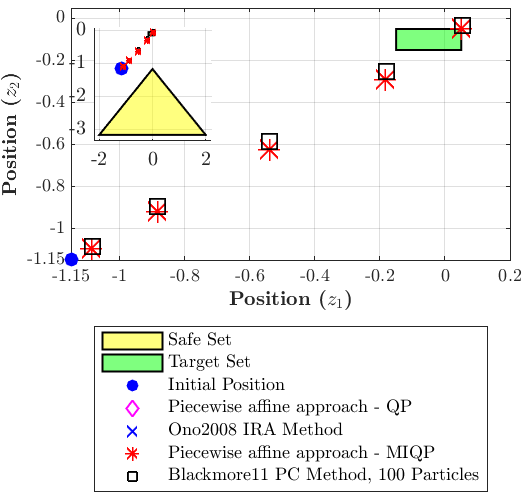 0
-0.2
-0.4
-0.6
-0.8
-1
-1.15
Position (z₂)
0
-1
-2
-3
-2 0 2
-1.15 -1 -0.8 -0.6 -0.4 -0.2 0 0.2
Position (z₁)
Safe Set
Target Set
Initial Position
Piecewise affine approach - QP
Ono2008 IRA Method
Piecewise affine approach - MIQP
Blackmore11 PC Method, 100 Particles